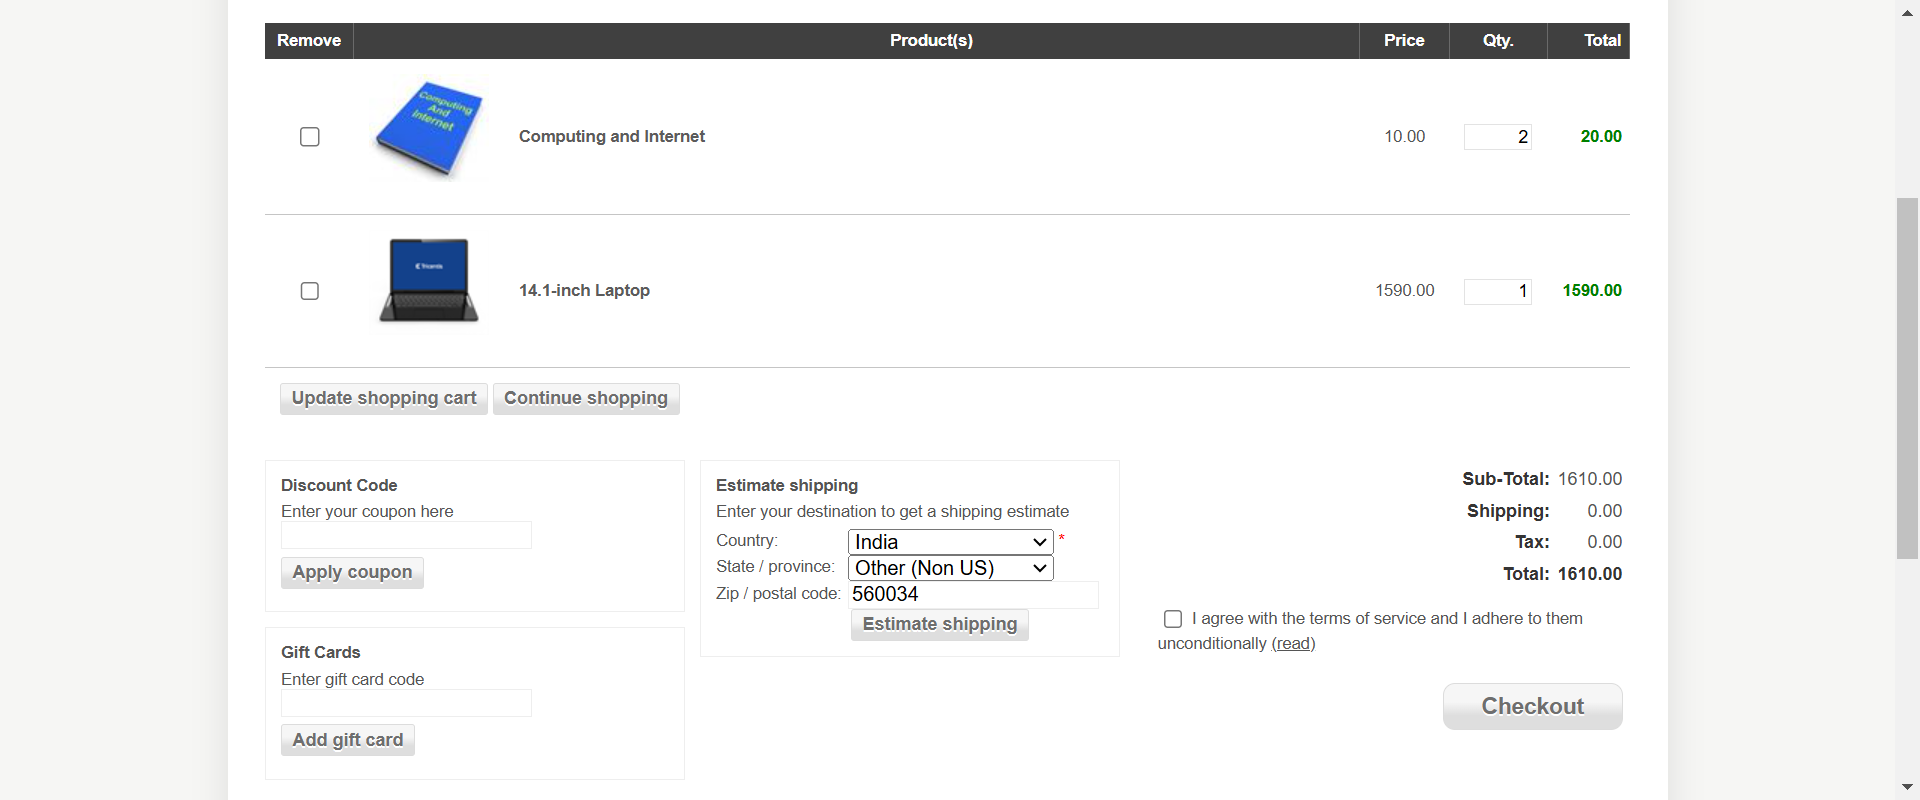 Remove Product(s) Price Qty. Total
Computing
And
Internet
Computing and Internet 10.00 2 20.00
Tricentis
14.1-inch Laptop 1590.00 1 1590.00
Update shopping cart Continue shopping
Discount Code
Enter your coupon here
Apply coupon
Gift Cards
Enter gift card code
Add gift card
Estimate shipping
Enter your destination to get a shipping estimate
Country: India *
State / province: Other (Non US)
Zip / postal code: 560034
Estimate shipping
Sub-Total: 1610.00
Shipping: 0.00
Tax: 0.00
Total: 1610.00
I agree with the terms of service and I adhere to them
unconditionally (read)
Checkout